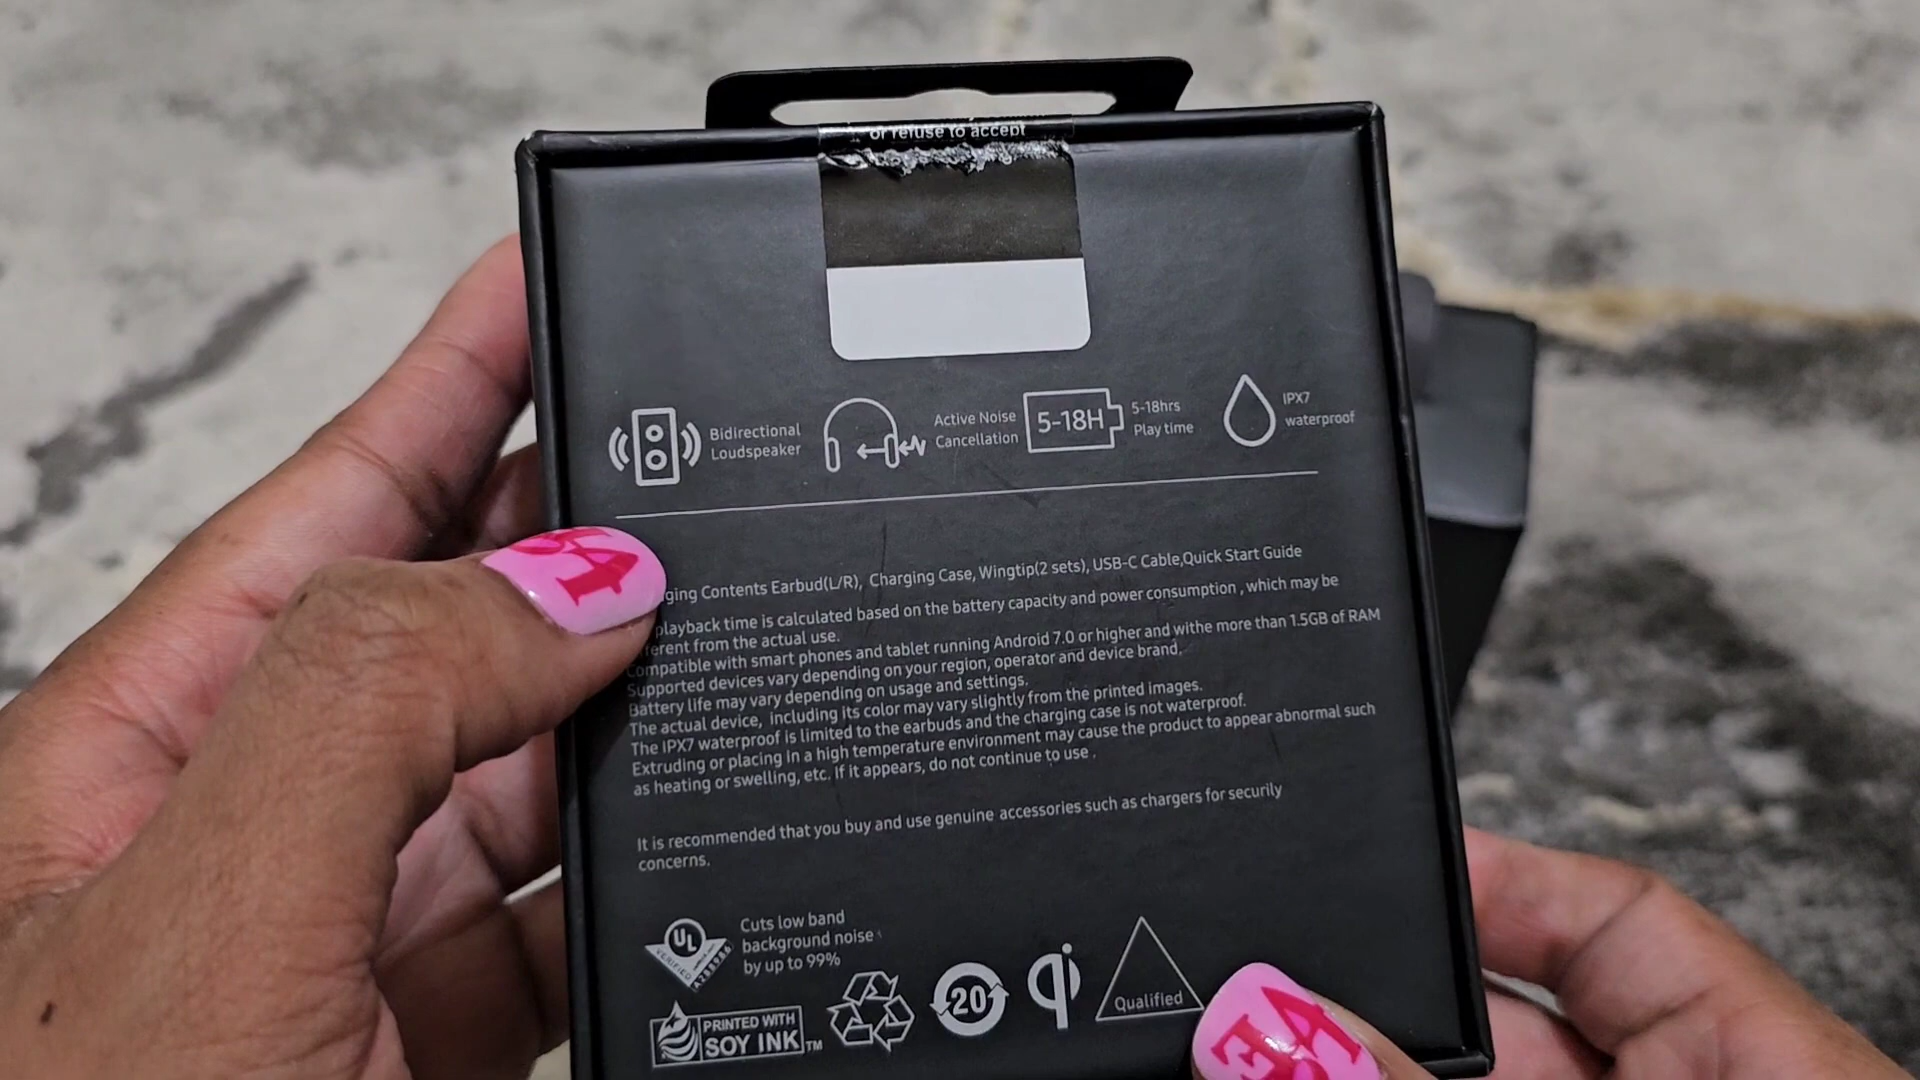 or refuse to accept
Bidirectional
Loudspeaker
Active Noise
Cancellation
5-18H
5-18hrs
Play time
IPX7
waterproof
ging Contents Earbud(L/R), Charging Case, Wingtip(2 sets), USB-C Cable,Quick Start Guide
playback time is calculated based on the battery capacity and power consumption , which may be
ferent from the actual use.
Compatible with smart phones and tablet running Android 7.0 or higher and withe more than 1.5GB of RAM
Supported devices vary depending on your region, operator and device brand.
Battery life may vary depending on usage and settings.
The actual device, including its color may vary slightly from the printed images.
The IPX7 waterproof is limited to the earbuds and the charging case is not waterproof.
Extruding or placing in a high temperature environment may cause the product to appear abnormal such
as heating or swelling, etc. If it appears, do not continue to use .
It is recommended that you buy and use genuine accessories such as chargers for securily
concerns.
UL
VERIFIED
Cuts low band
background noise
by up to 99%
PRINTED WITH
SOY INK TM
20
qi
Qualified